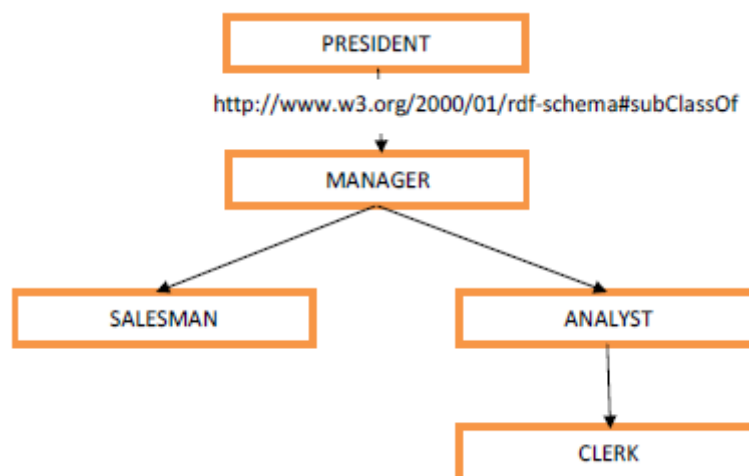 PRESIDENT
http://www.w3.org/2000/01/rdf-schema#subClassOf
MANAGER
SALESMAN
ANALYST
CLERK